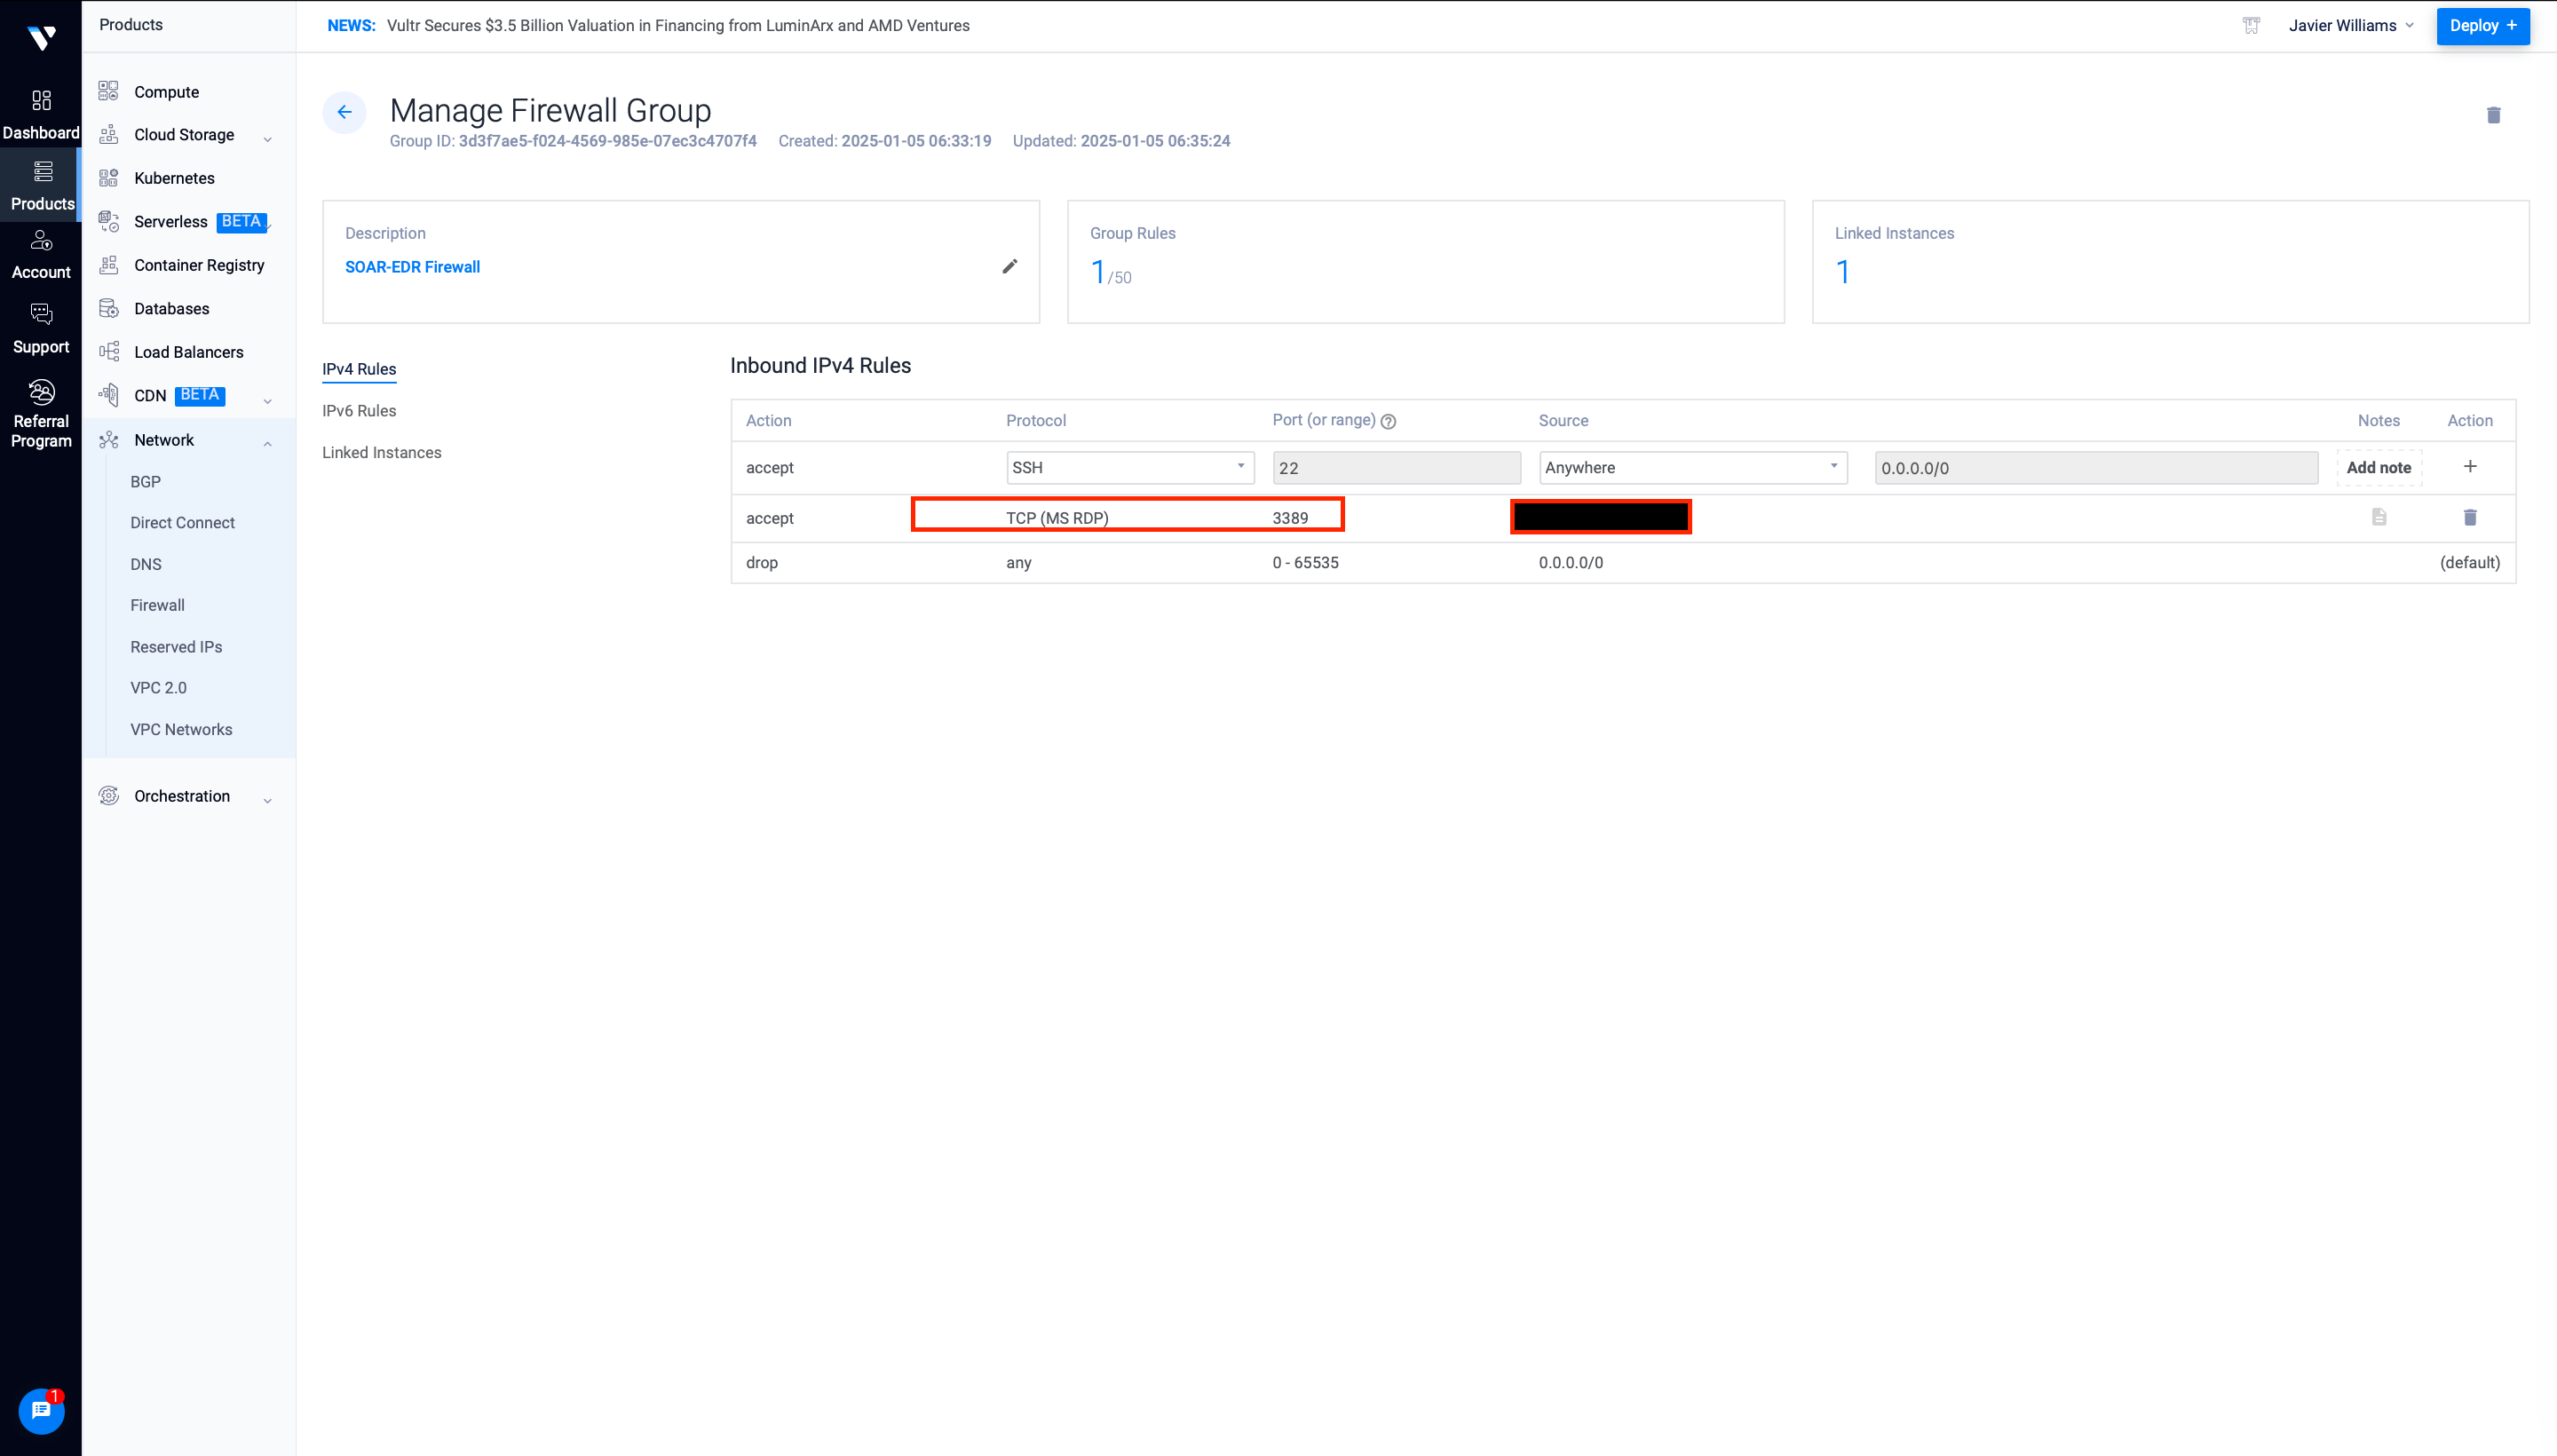 Products
NEWS: Vultr Secures $3.5 Billion Valuation in Financing from LuminArx and AMD Ventures
Javier Williams
Deploy +
Dashboard
Products
Account
Support
Referral
Program
1
Compute
Cloud Storage
Kubernetes
Serverless BETA
Container Registry
Databases
Load Balancers
CDN BETA
Network
BGP
Direct Connect
DNS
Firewall
Reserved IPs
VPC 2.0
VPC Networks
Orchestration
Manage Firewall Group
Group ID: 3d3f7ae5-f024-4569-985e-07ec3c4707f4 Created: 2025-01-05 06:33:19 Updated: 2025-01-05 06:35:24
Description
SOAR-EDR Firewall
Group Rules
1/50
Linked Instances
1
IPv4 Rules
IPv6 Rules
Linked Instances
Inbound IPv4 Rules
Action Protocol Port (or range) ? Source Notes Action
accept SSH 22 Anywhere 0.0.0.0/0 Add note +
accept TCP (MS RDP) 3389
drop any 0 - 65535 0.0.0.0/0 (default)